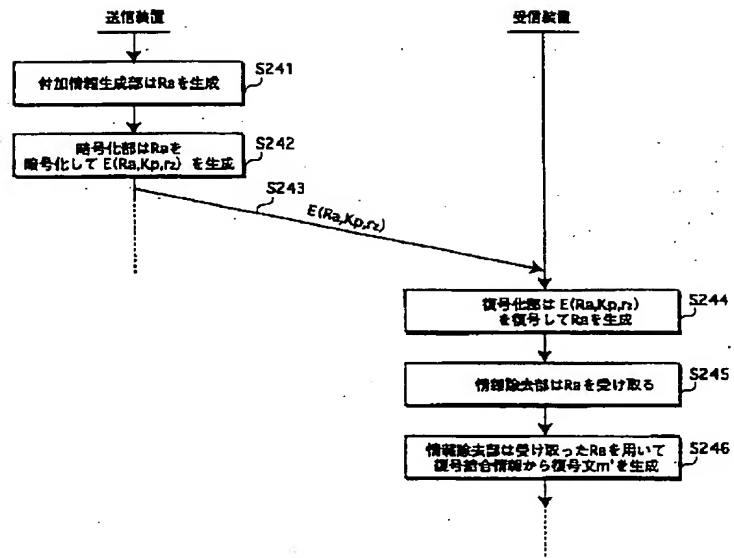 送信装置
受信装置
付加情報生成部はRaを生成
S241
暗号化部はRaを
暗号化して E(Ra,Kp,r2) を生成
S242
S243
E(Ra,Kp,r2)
復号化部は E(Ra,Kp,r2)
を復号してRaを生成
S244
情報除去部はRaを受け取る
S245
情報除去部は受け取ったRaを用いて
復号結合情報から復号文m'を生成
S246